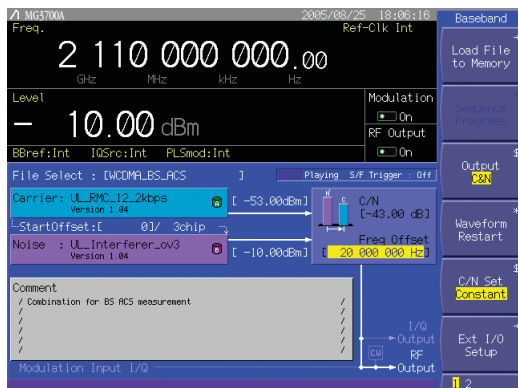 MG3700A 2005/08/25 18:06:16
Freq. Ref-Clk Int
2 110 000 000.00
GHz MHz kHz Hz
Level
- 10.00 dBm
Modulation
On
RF Output
On
BBref:Int IQSrc:Int PLSmod:Int
File Select : [WCDMA_BS_ACS ] Playing S/F Trigger : Off
Carrier: UL_RMC_12_2kbps
Version 1.04
[ -53.00dBm]
C/N
[-43.00 dB]
StartOffset:[ 0]/ 3chip
Noise : UL_Interferer_ov3
Version 1.04
[ -10.00dBm]
Freq Offset
[ 20 000 000 Hz]
Comment
/ Combination for BS ACS measurement /
/ /
/ /
/ /
/ /
I/Q
Output
CW
RF
Output
Modulation Input I/Q
Baseband
Load File
to Memory
Sequence
Progress
Output
C&N
Waveform
Restart
C/N Set
Constant
Ext I/O
Setup
1 2